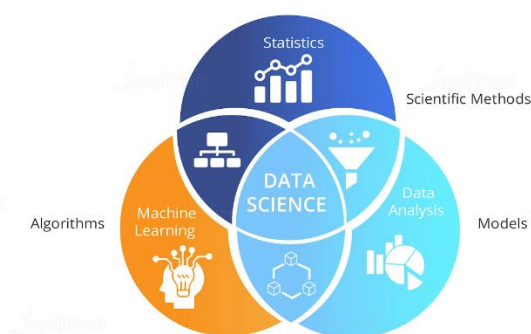 Statistics
Scientific Methods
DATA
SCIENCE
Data
Analysis
Machine
Learning
Algorithms
Models